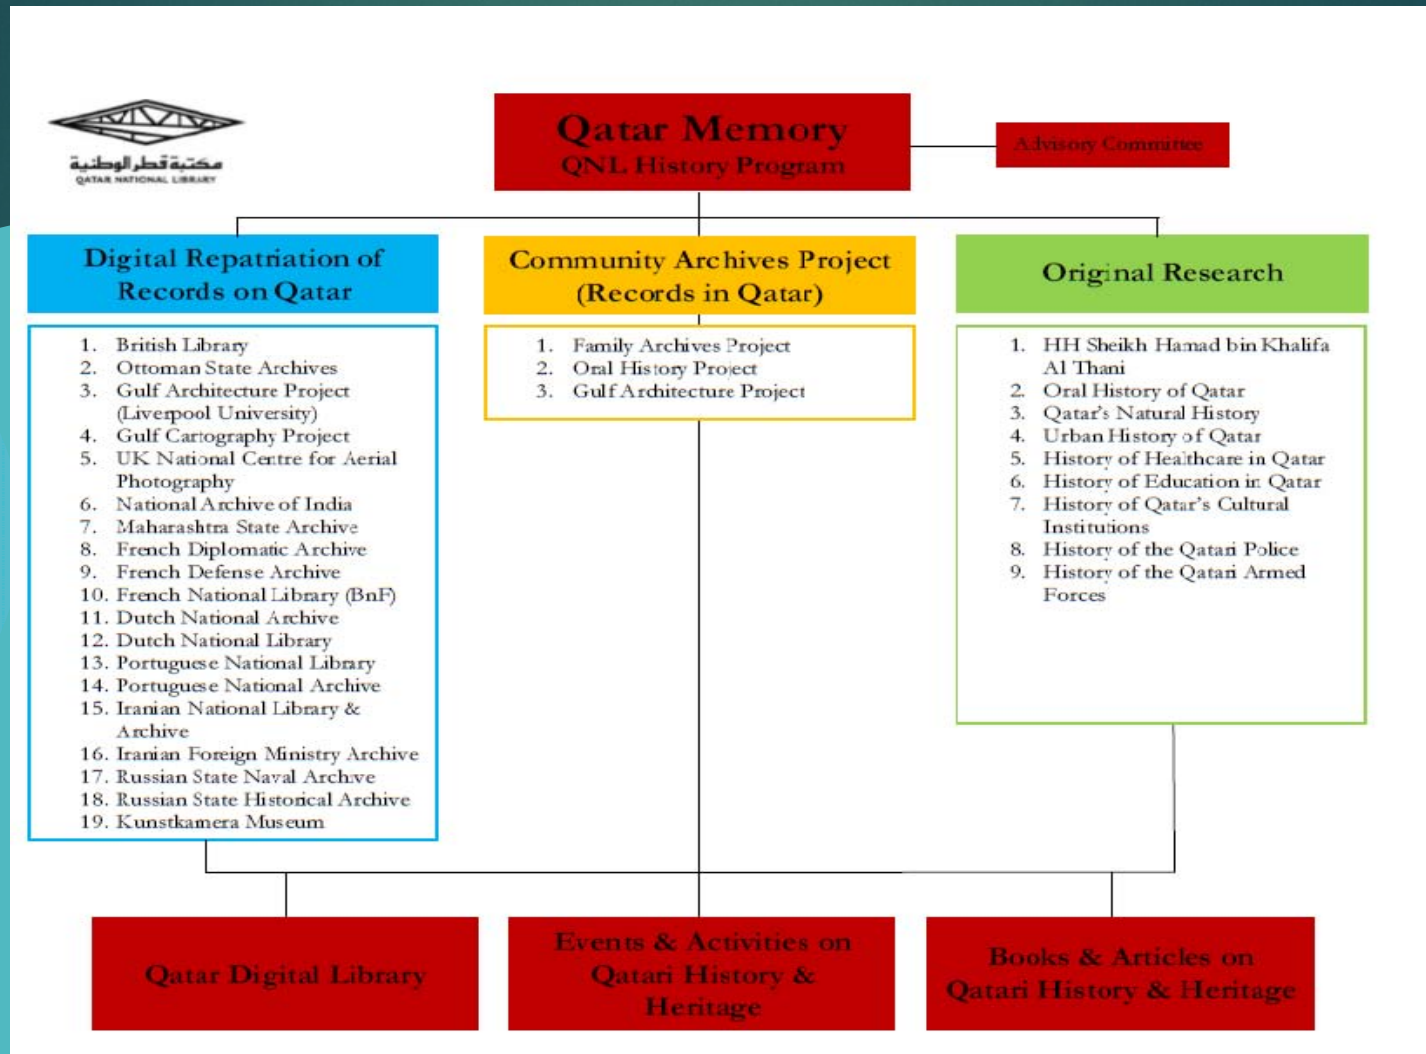 مكتبة قطر الوطنية
QATAR NATIONAL LIBRARY
Qatar Memory
QNL History Program
Advisory Committee
Digital Repatriation of
Records on Qatar
1. British Library
2. Ottoman State Archives
3. Gulf Architecture Project
(Liverpool University)
4. Gulf Cartography Project
5. UK National Centre for Aerial
Photography
6. National Archive of India
7. Maharashtra State Archive
8. French Diplomatic Archive
9. French Defense Archive
10. French National Library (BnF)
11. Dutch National Archive
12. Dutch National Library
13. Portuguese National Library
14. Portuguese National Archive
15. Iranian National Library &
Archive
16. Iranian Foreign Ministry Archive
17. Russian State Naval Archive
18. Russian State Historical Archive
19. Kunstkamera Museum
Community Archives Project
(Records in Qatar)
1. Family Archives Project
2. Oral History Project
3. Gulf Architecture Project
Original Research
1. HH Sheikh Hamad bin Khalifa
Al Thani
2. Oral History of Qatar
3. Qatar's Natural History
4. Urban History of Qatar
5. History of Healthcare in Qatar
6. History of Education in Qatar
7. History of Qatar's Cultural
Institutions
8. History of the Qatari Police
9. History of the Qatari Armed
Forces
Qatar Digital Library
Events & Activities on
Qatari History &
Heritage
Books & Articles on
Qatari History & Heritage